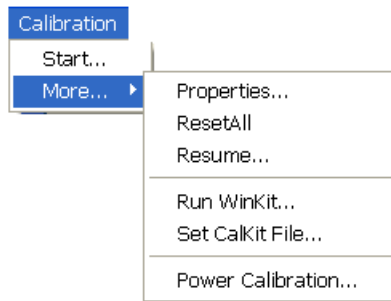 Calibration
Start...
More...
Properties...
ResetAll
Resume...
Run WinKit...
Set CalKit File...
Power Calibration...